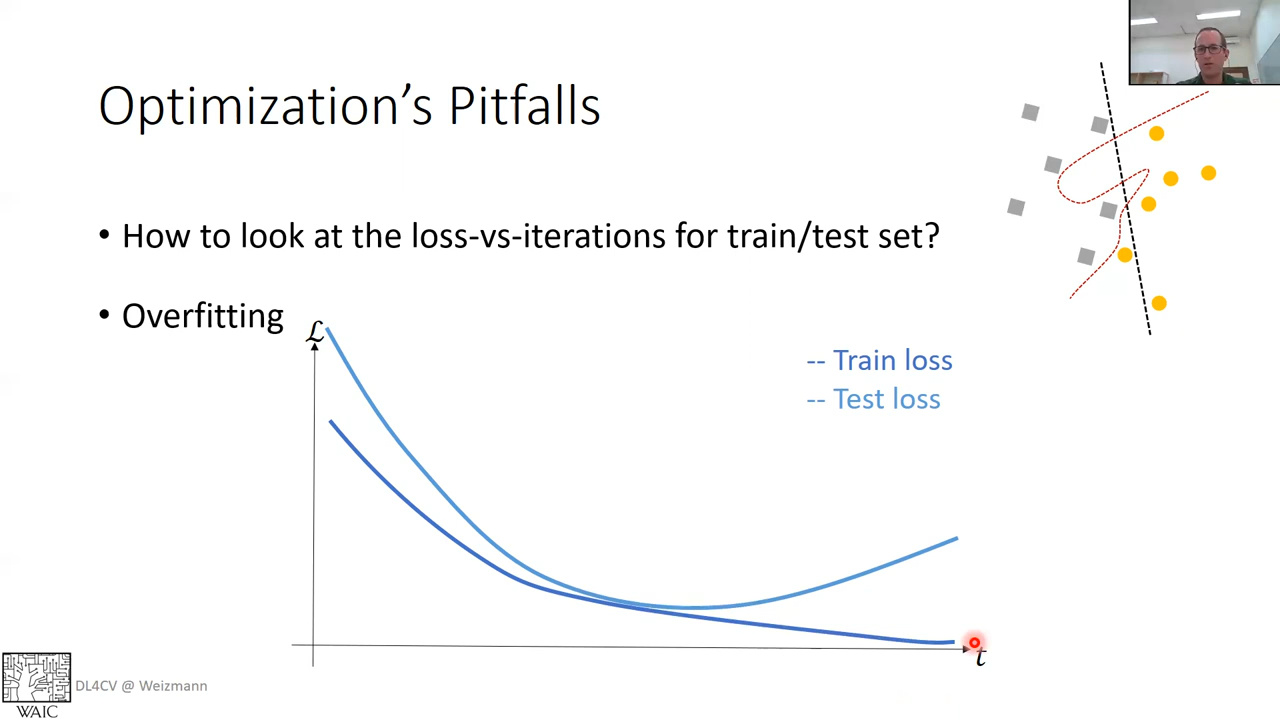 Optimization's Pitfalls
• How to look at the loss-vs-iterations for train/test set?
• Overfitting
ℒ
-- Train loss
-- Test loss
t
DL4CV @ Weizmann
WAIC